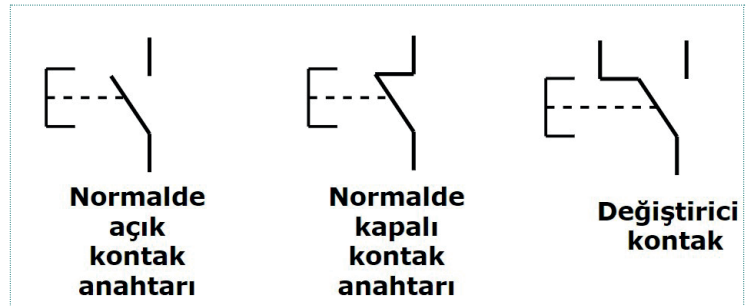 Normalde
açık
kontak
anahtarı
Normalde
kapalı
kontak
anahtarı
Değiştirici
kontak